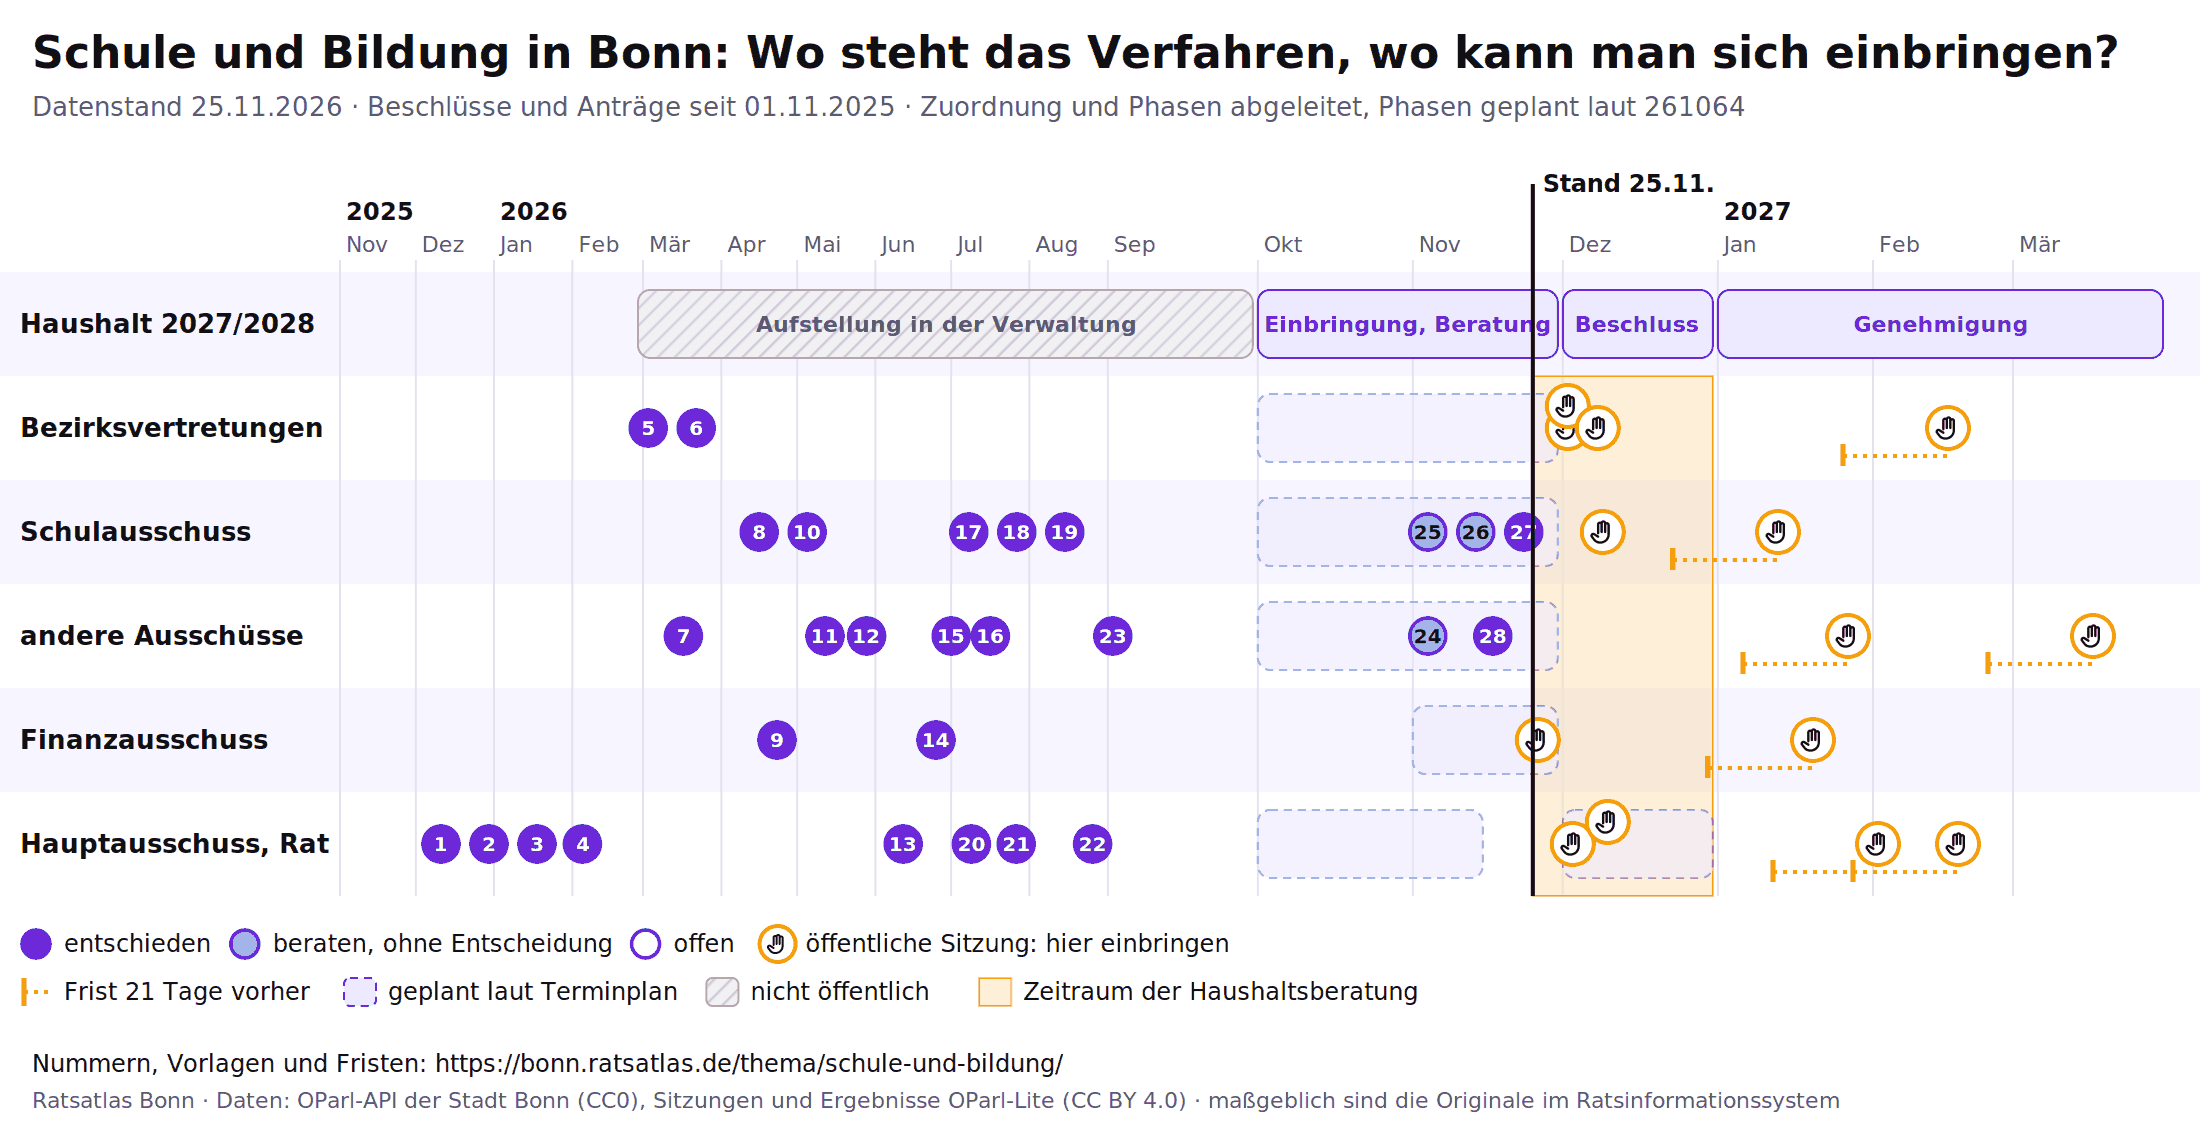 Schule und Bildung in Bonn: Wo steht das Verfahren, wo kann man sich einbringen?
Datenstand 25.11.2026 · Beschlüsse und Anträge seit 01.11.2025 · Zuordnung und Phasen abgeleitet, Phasen geplant laut 261064
Stand 25.11.
2025 2026 2027
Nov Dez Jan Feb Mär Apr Mai Jun Jul Aug Sep Okt Nov Dez Jan Feb Mär
Haushalt 2027/2028 Aufstellung in der Verwaltung Einbringung, Beratung Beschluss Genehmigung
Bezirksvertretungen 5 6
Schulausschuss 8 10 17 18 19 25 26 27
andere Ausschüsse 7 11 12 15 16 23 24 28
Finanzausschuss 9 14
Hauptausschuss, Rat 1 2 3 4 13 20 21 22
entschieden beraten, ohne Entscheidung offen öffentliche Sitzung: hier einbringen
Frist 21 Tage vorher geplant laut Terminplan nicht öffentlich Zeitraum der Haushaltsberatung
Nummern, Vorlagen und Fristen: https://bonn.ratsatlas.de/thema/schule-und-bildung/
Ratsatlas Bonn · Daten: OParl-API der Stadt Bonn (CC0), Sitzungen und Ergebnisse OParl-Lite (CC BY 4.0) · maßgeblich sind die Originale im Ratsinformationssystem